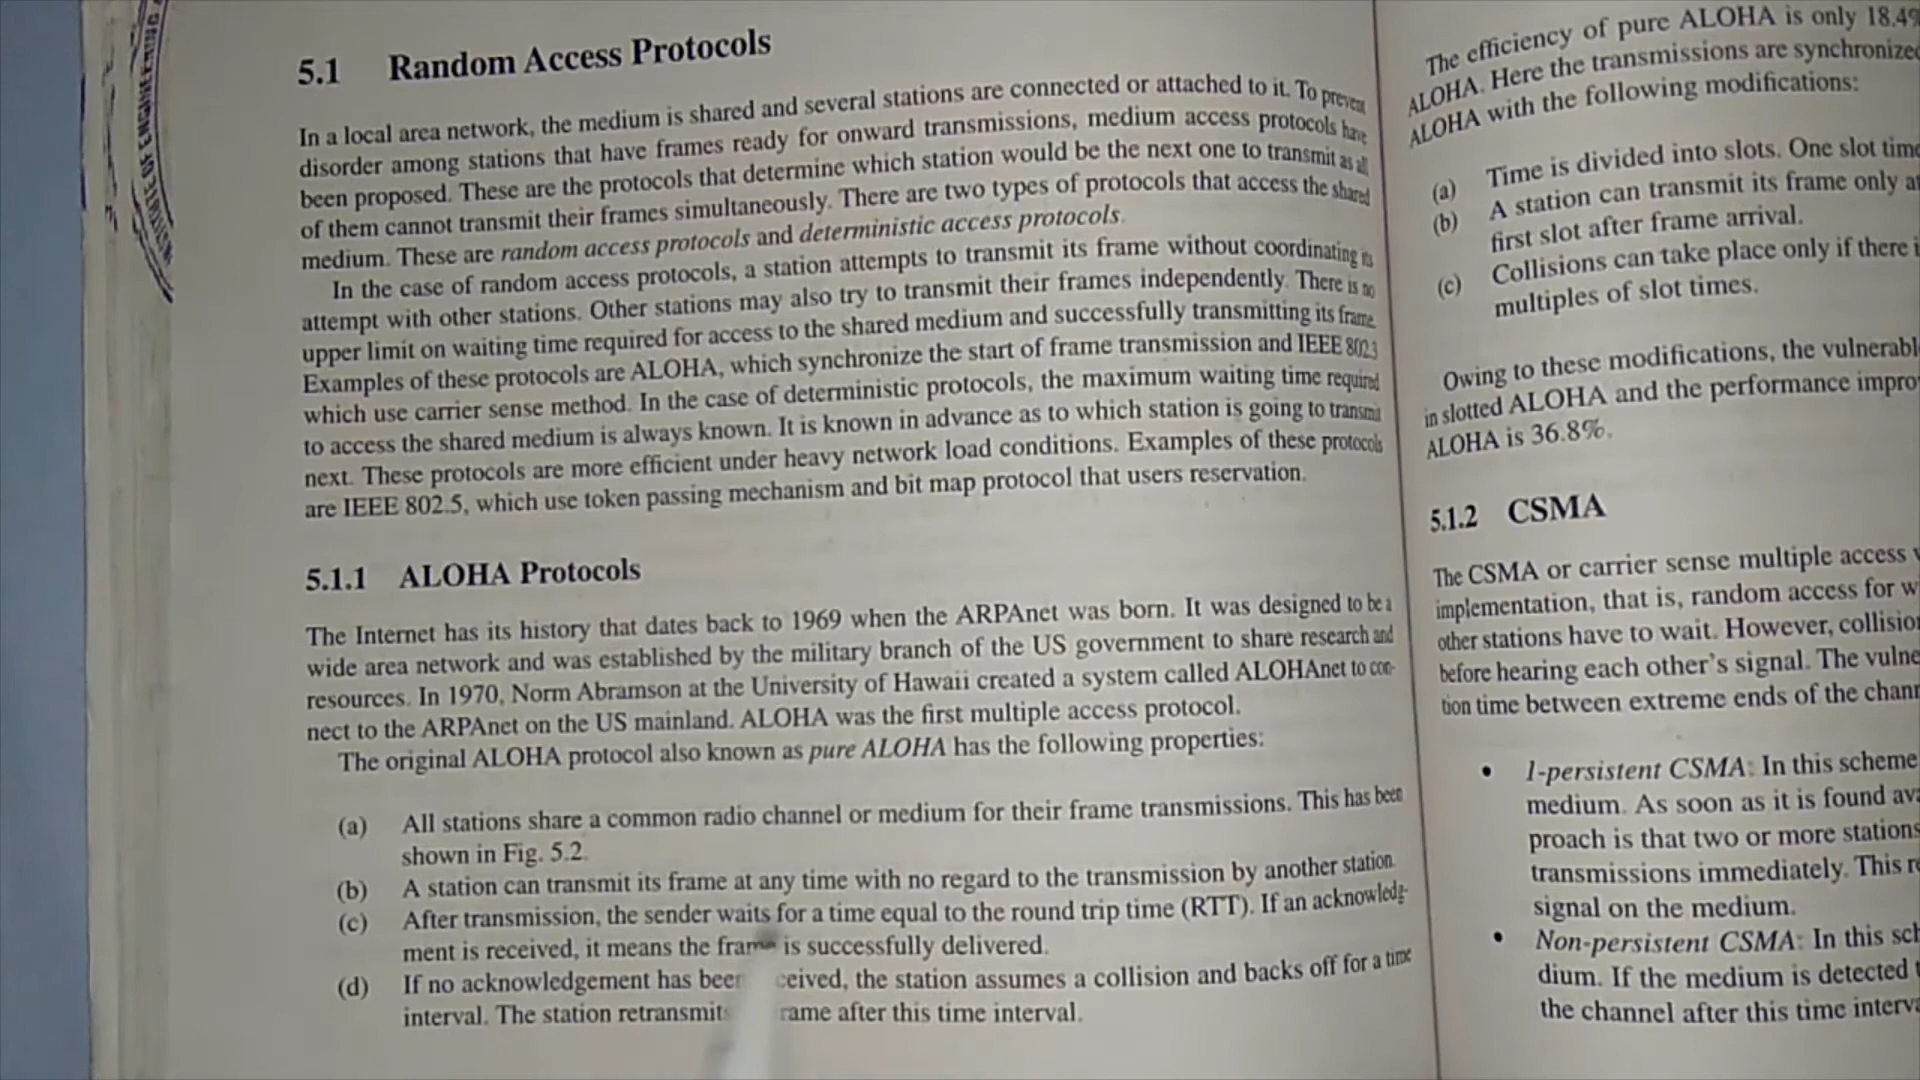 INSTITUTE OF ENGINEERING
5.1 Random Access Protocols
In a local area network, the medium is shared and several stations are connected or attached to it. To prevent
disorder among stations that have frames ready for onward transmissions, medium access protocols have
been proposed. These are the protocols that determine which station would be the next one to transmit as all
of them cannot transmit their frames simultaneously. There are two types of protocols that access the shared
medium. These are random access protocols and deterministic access protocols.
In the case of random access protocols, a station attempts to transmit its frame without coordinating its
attempt with other stations. Other stations may also try to transmit their frames independently. There is no
upper limit on waiting time required for access to the shared medium and successfully transmitting its frame.
Examples of these protocols are ALOHA, which synchronize the start of frame transmission and IEEE 802.3
which use carrier sense method. In the case of deterministic protocols, the maximum waiting time required
to access the shared medium is always known. It is known in advance as to which station is going to transmit
next. These protocols are more efficient under heavy network load conditions. Examples of these protocols
are IEEE 802.5, which use token passing mechanism and bit map protocol that users reservation.
5.1.1 ALOHA Protocols
The Internet has its history that dates back to 1969 when the ARPAnet was born. It was designed to be a
wide area network and was established by the military branch of the US government to share research and
resources. In 1970, Norm Abramson at the University of Hawaii created a system called ALOHAnet to con-
nect to the ARPAnet on the US mainland. ALOHA was the first multiple access protocol.
The original ALOHA protocol also known as pure ALOHA has the following properties:
(a) All stations share a common radio channel or medium for their frame transmissions. This has been
shown in Fig. 5.2.
(b) A station can transmit its frame at any time with no regard to the transmission by another station.
(c) After transmission, the sender waits for a time equal to the round trip time (RTT). If an acknowledg-
ment is received, it means the frame is successfully delivered.
(d) If no acknowledgement has been ceived, the station assumes a collision and backs off for a time
interval. The station retransmits rame after this time interval.
The efficiency of pure ALOHA is only 18.4%
ALOHA. Here the transmissions are synchronized
ALOHA with the following modifications:
(a) Time is divided into slots. One slot time
(b) A station can transmit its frame only at
first slot after frame arrival.
(c) Collisions can take place only if there i
multiples of slot times.
Owing to these modifications, the vulnerabl
in slotted ALOHA and the performance impro
ALOHA is 36.8%.
5.1.2 CSMA
The CSMA or carrier sense multiple access
implementation, that is, random access for w
other stations have to wait. However, collision
before hearing each other's signal. The vulne
tion time between extreme ends of the chann
• 1-persistent CSMA: In this scheme
medium. As soon as it is found ava
proach is that two or more stations
transmissions immediately. This re
signal on the medium.
• Non-persistent CSMA: In this sch
dium. If the medium is detected t
the channel after this time interva